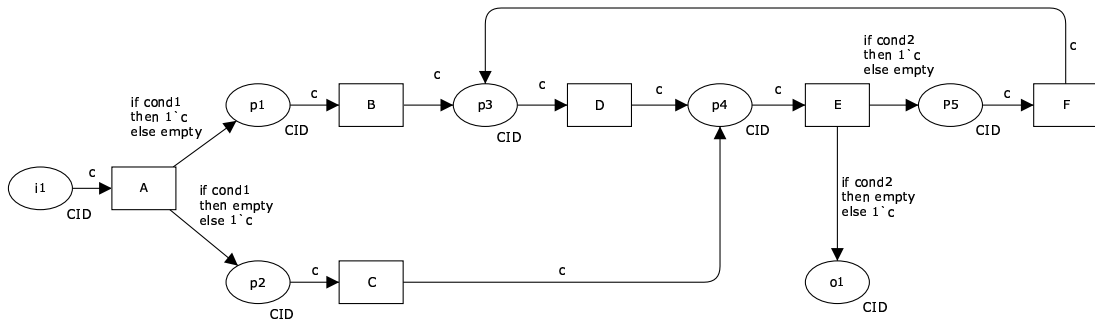 if cond1
then 1`c
else empty
p1
CID
c
B
c
p3
CID
c
D
c
p4
CID
c
E
if cond2
then 1`c
else empty
P5
CID
c
F
c
i1
CID
c
A
if cond1
then empty
else 1`c
p2
CID
c
C
c
if cond2
then empty
else 1`c
o1
CID